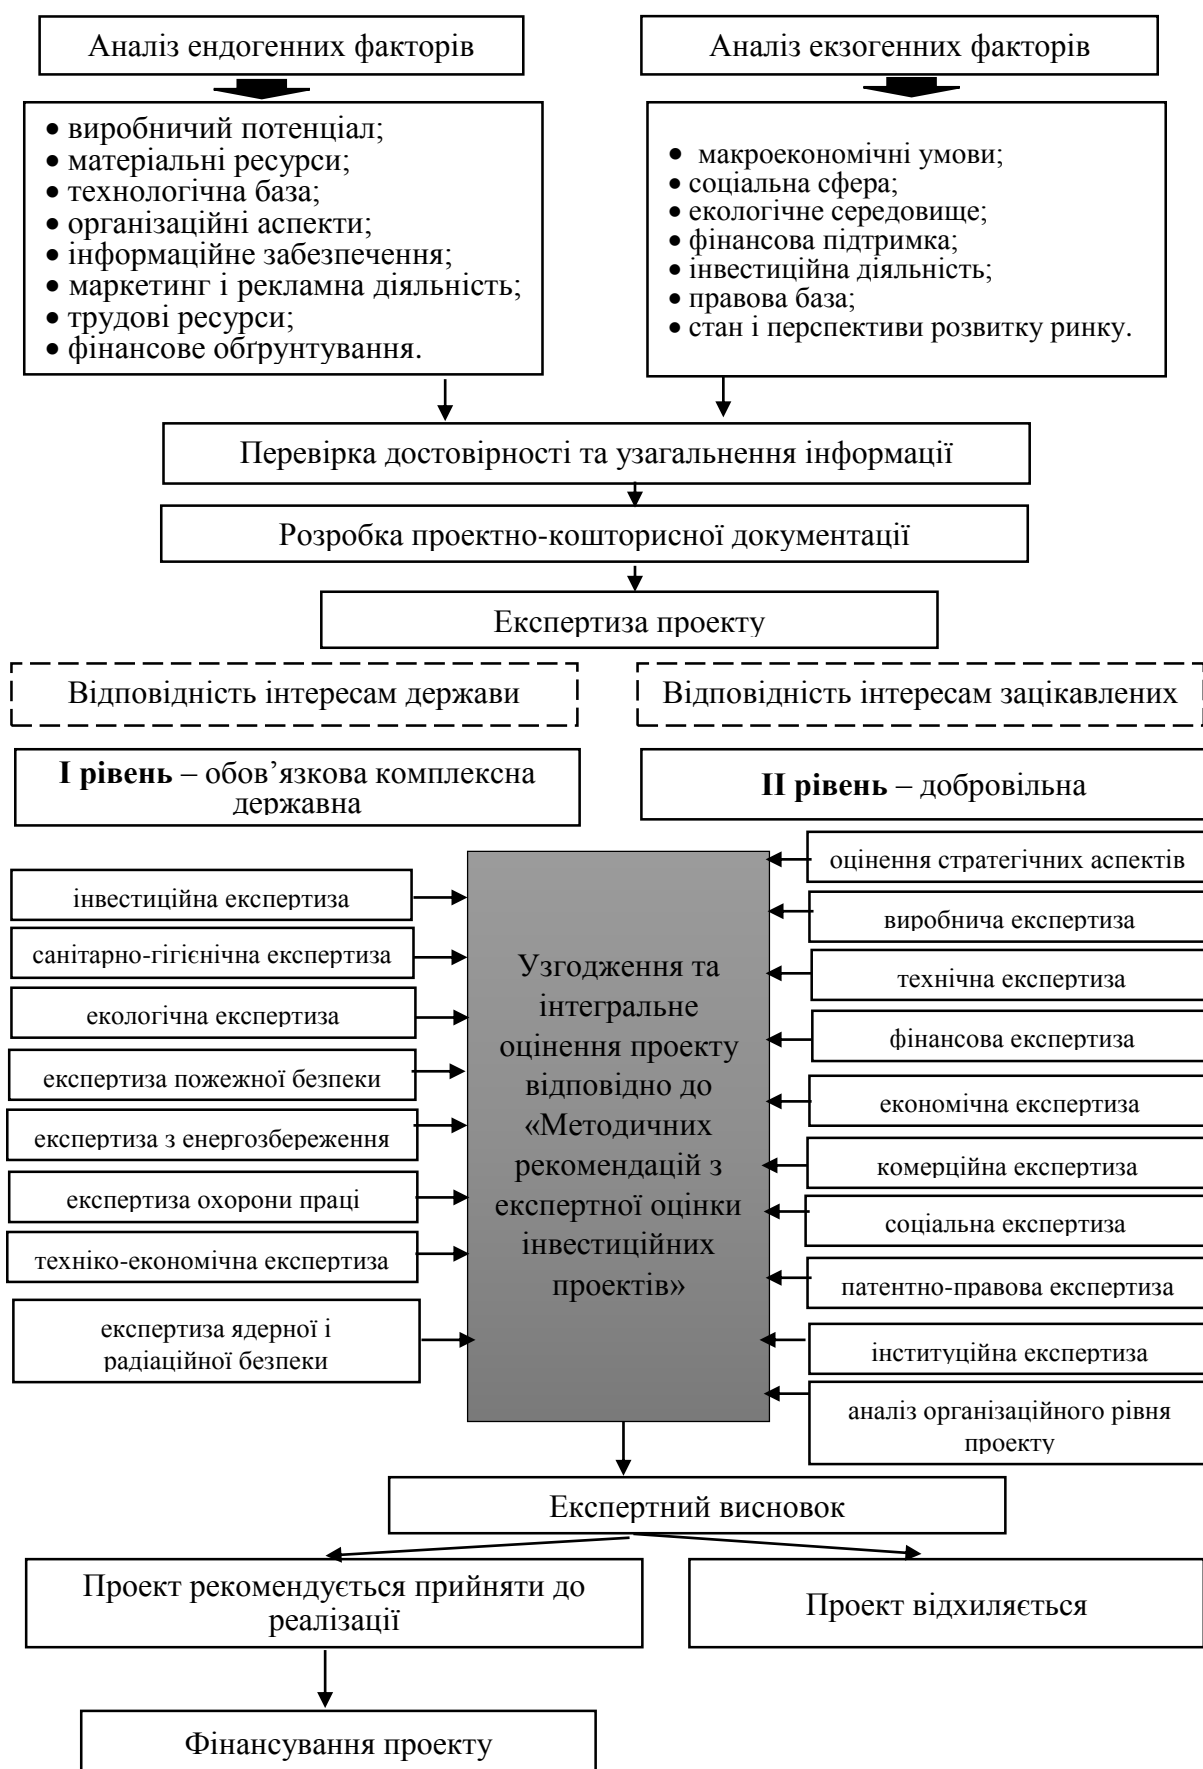 Аналіз ендогенних факторів
Аналіз екзогенних факторів
• виробничий потенціал;
• матеріальні ресурси;
• технологічна база;
• організаційні аспекти;
• інформаційне забезпечення;
• маркетинг і рекламна діяльність;
• трудові ресурси;
• фінансове обґрунтування.
• макроекономічні умови;
• соціальна сфера;
• екологічне середовище;
• фінансова підтримка;
• інвестиційна діяльність;
• правова база;
• стан і перспективи розвитку ринку.
Перевірка достовірності та узагальнення інформації
Розробка проектно-кошторисної документації
Експертиза проекту
Відповідність інтересам держави
Відповідність інтересам зацікавлених
І рівень – обов’язкова комплексна
державна
ІІ рівень – добровільна
інвестиційна експертиза
санітарно-гігієнічна експертиза
екологічна експертиза
експертиза пожежної безпеки
експертиза з енергозбереження
експертиза охорони праці
техніко-економічна експертиза
експертиза ядерної і
радіаційної безпеки
Узгодження та
інтегральне
оцінення проекту
відповідно до
«Методичних
рекомендацій з
експертної оцінки
інвестиційних
проектів»
оцінення стратегічних аспектів
виробнича експертиза
технічна експертиза
фінансова експертиза
економічна експертиза
комерційна експертиза
соціальна експертиза
патентно-правова експертиза
інституційна експертиза
аналіз організаційного рівня
проекту
Експертний висновок
Проект рекомендується прийняти до
реалізації
Проект відхиляється
Фінансування проекту